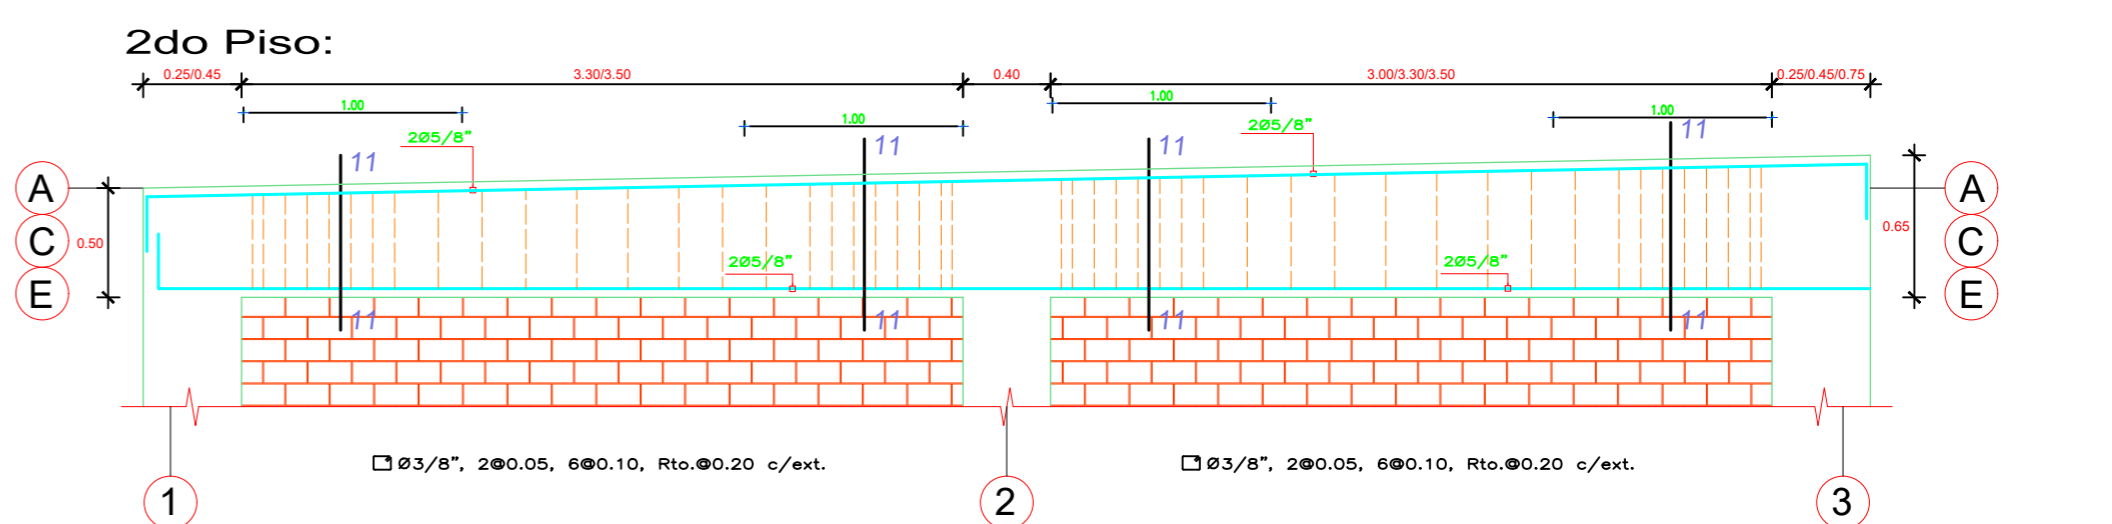 2do Piso:
0.25/0.45
3.30/3.50
0.40
3.00/3.30/3.50
0.25/0.45/0.75
1.00
1.00
1.00
1.00
2Ø5/8"
2Ø5/8"
11
11
11
11
A
A
C
0.50
0.65
C
2Ø5/8"
2Ø5/8"
E
E
11
11
11
11
Ø3/8", 2@0.05, 6@0.10, Rto.@0.20 c/ext.
Ø3/8", 2@0.05, 6@0.10, Rto.@0.20 c/ext.
1
2
3